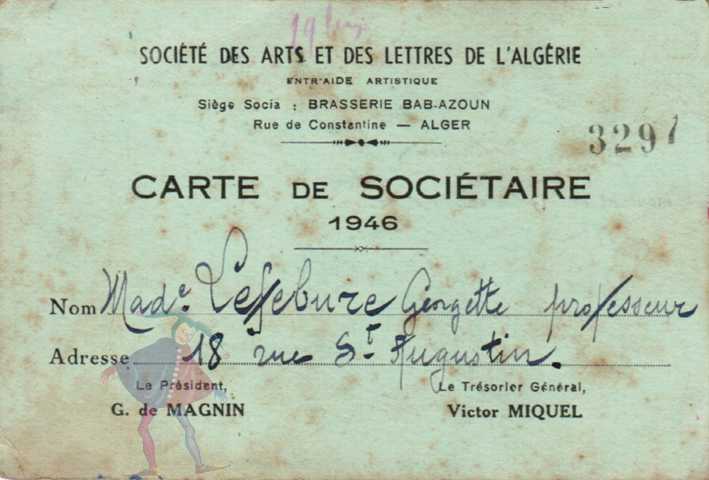 SOCIÉTÉ DES ARTS ET DES LETTRES DE L'ALGÉRIE
ENTR'AIDE ARTISTIQUE
Siège Socia : BRASSERIE BAB-AZOUN
Rue de Constantine — ALGER
3297
CARTE DE SOCIÉTAIRE
1946
Nom Made. Lefebure Georgette professeur
Adresse 18 rue St. Augustin.
Le Président, Le Trésorier Général,
G. de MAGNIN Victor MIQUEL